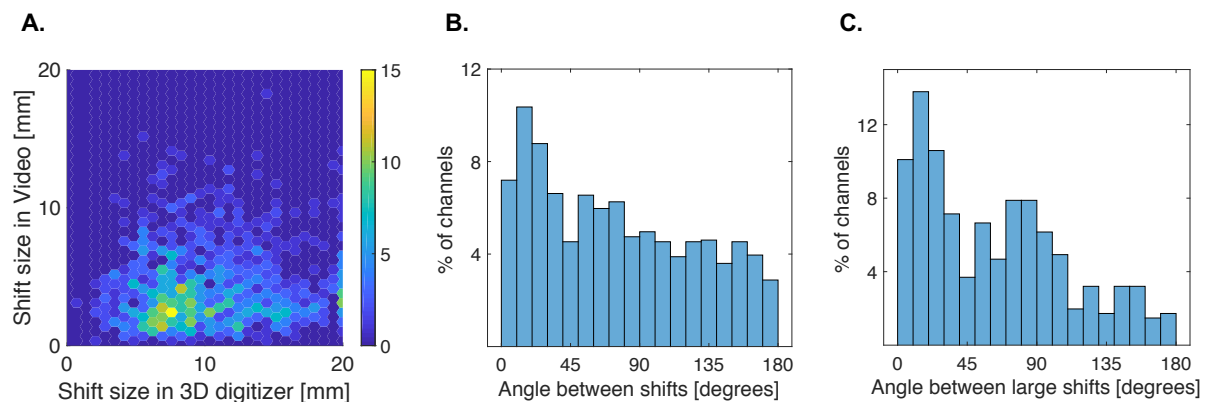 A.
B.
C.
Shift size in Video [mm]
20
10
0
0
10
20
Shift size in 3D digitizer [mm]
15
10
5
0
% of channels
12
8
4
0
45
90
135
180
Angle between shifts [degrees]
% of channels
12
8
4
0
45
90
135
180
Angle between large shifts [degrees]